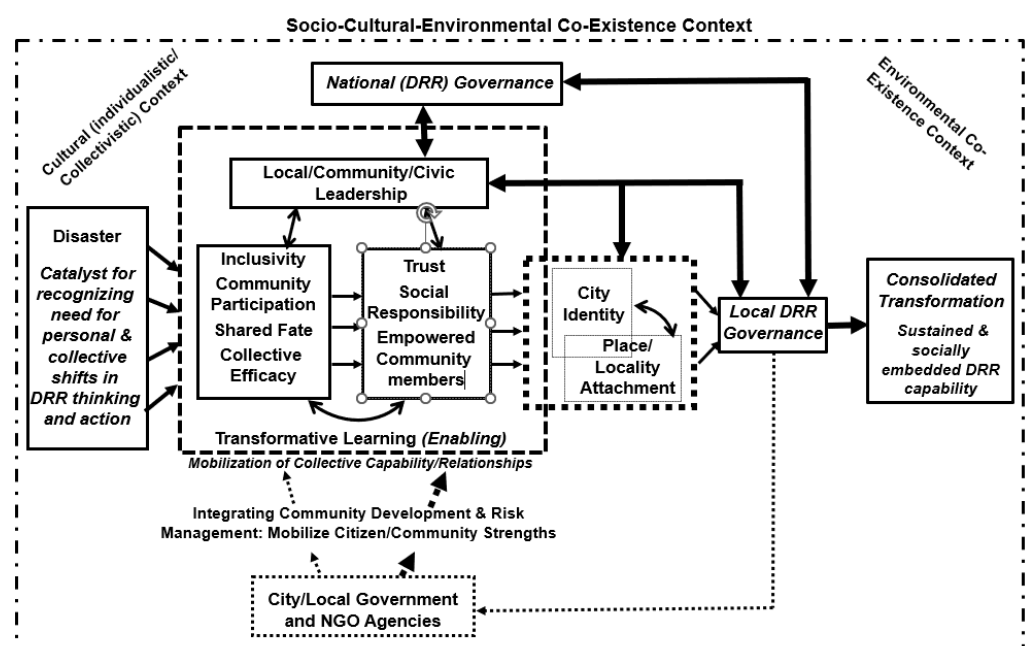 Socio-Cultural-Environmental Co-Existence Context
Cultural (individualistic/
Collectivistic) Context
National (DRR) Governance
Environmental Co-
Existence Context
Local/Community/Civic
Leadership
Disaster
Catalyst for
recognizing
need for
personal &
collective
shifts in
DRR thinking
and action
Inclusivity
Community
Participation
Shared Fate
Collective
Efficacy
Trust
Social
Responsibility
Empowered
Community
members
City
Identity
Place/
Locality
Attachment
Local DRR
Governance
Consolidated
Transformation
Sustained &
socially
embedded DRR
capability
Transformative Learning (Enabling)
Mobilization of Collective Capability/Relationships
Integrating Community Development & Risk
Management: Mobilize Citizen/Community Strengths
City/Local Government
and NGO Agencies